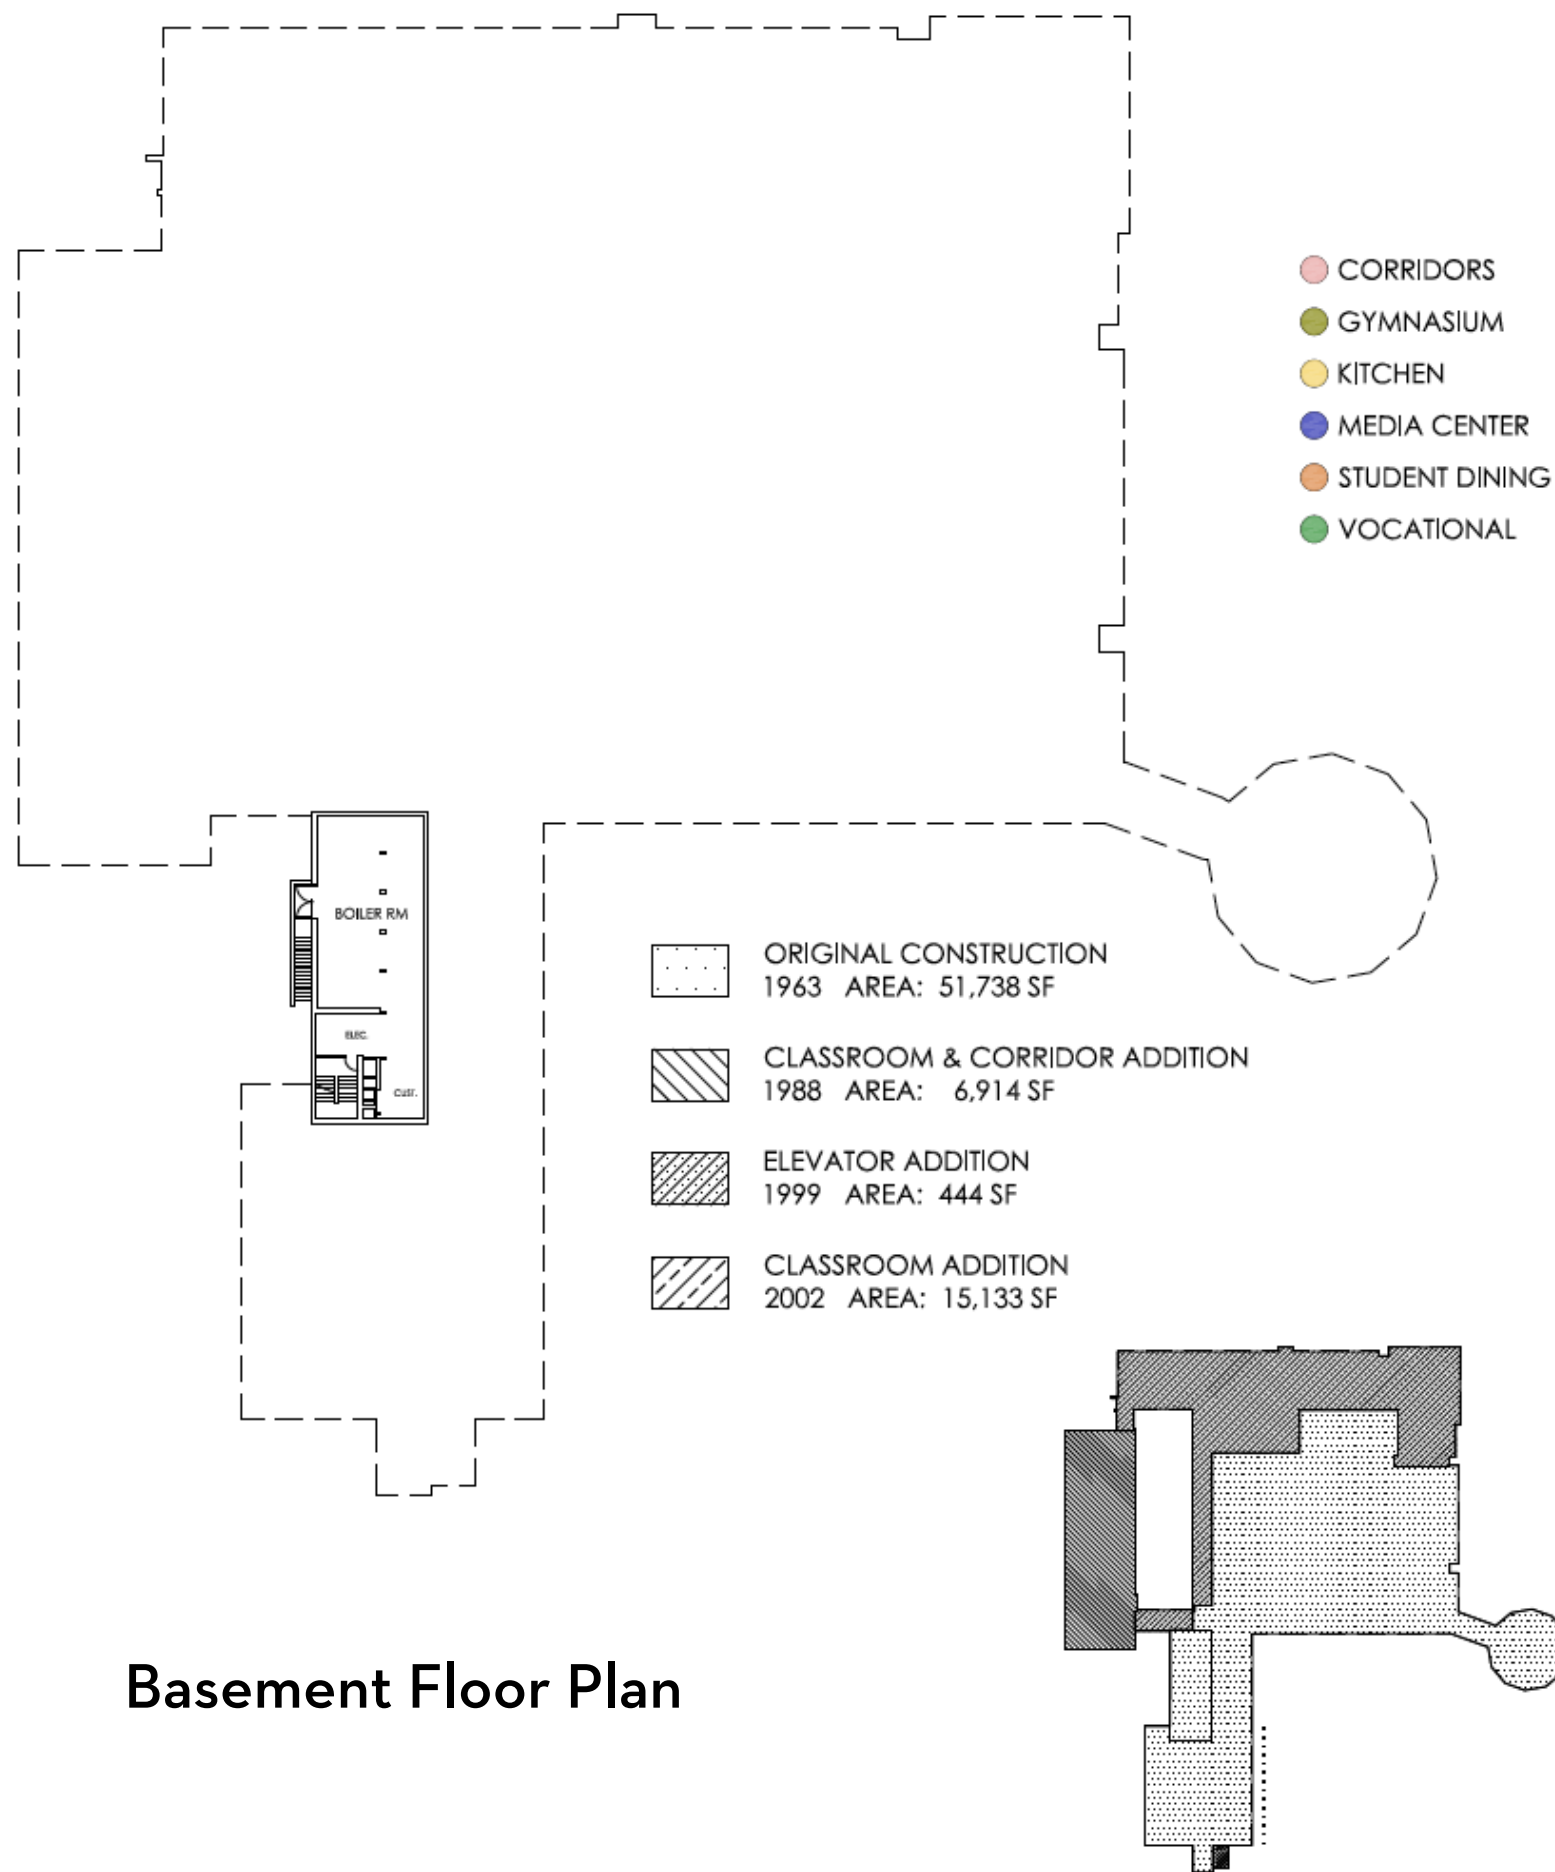 CORRIDORS
GYMNASIUM
KITCHEN
MEDIA CENTER
STUDENT DINING
VOCATIONAL
BOILER RM
ELEC.
CUST.
ORIGINAL CONSTRUCTION
1963 AREA: 51,738 SF
CLASSROOM & CORRIDOR ADDITION
1988 AREA: 6,914 SF
ELEVATOR ADDITION
1999 AREA: 444 SF
CLASSROOM ADDITION
2002 AREA: 15,133 SF
Basement Floor Plan